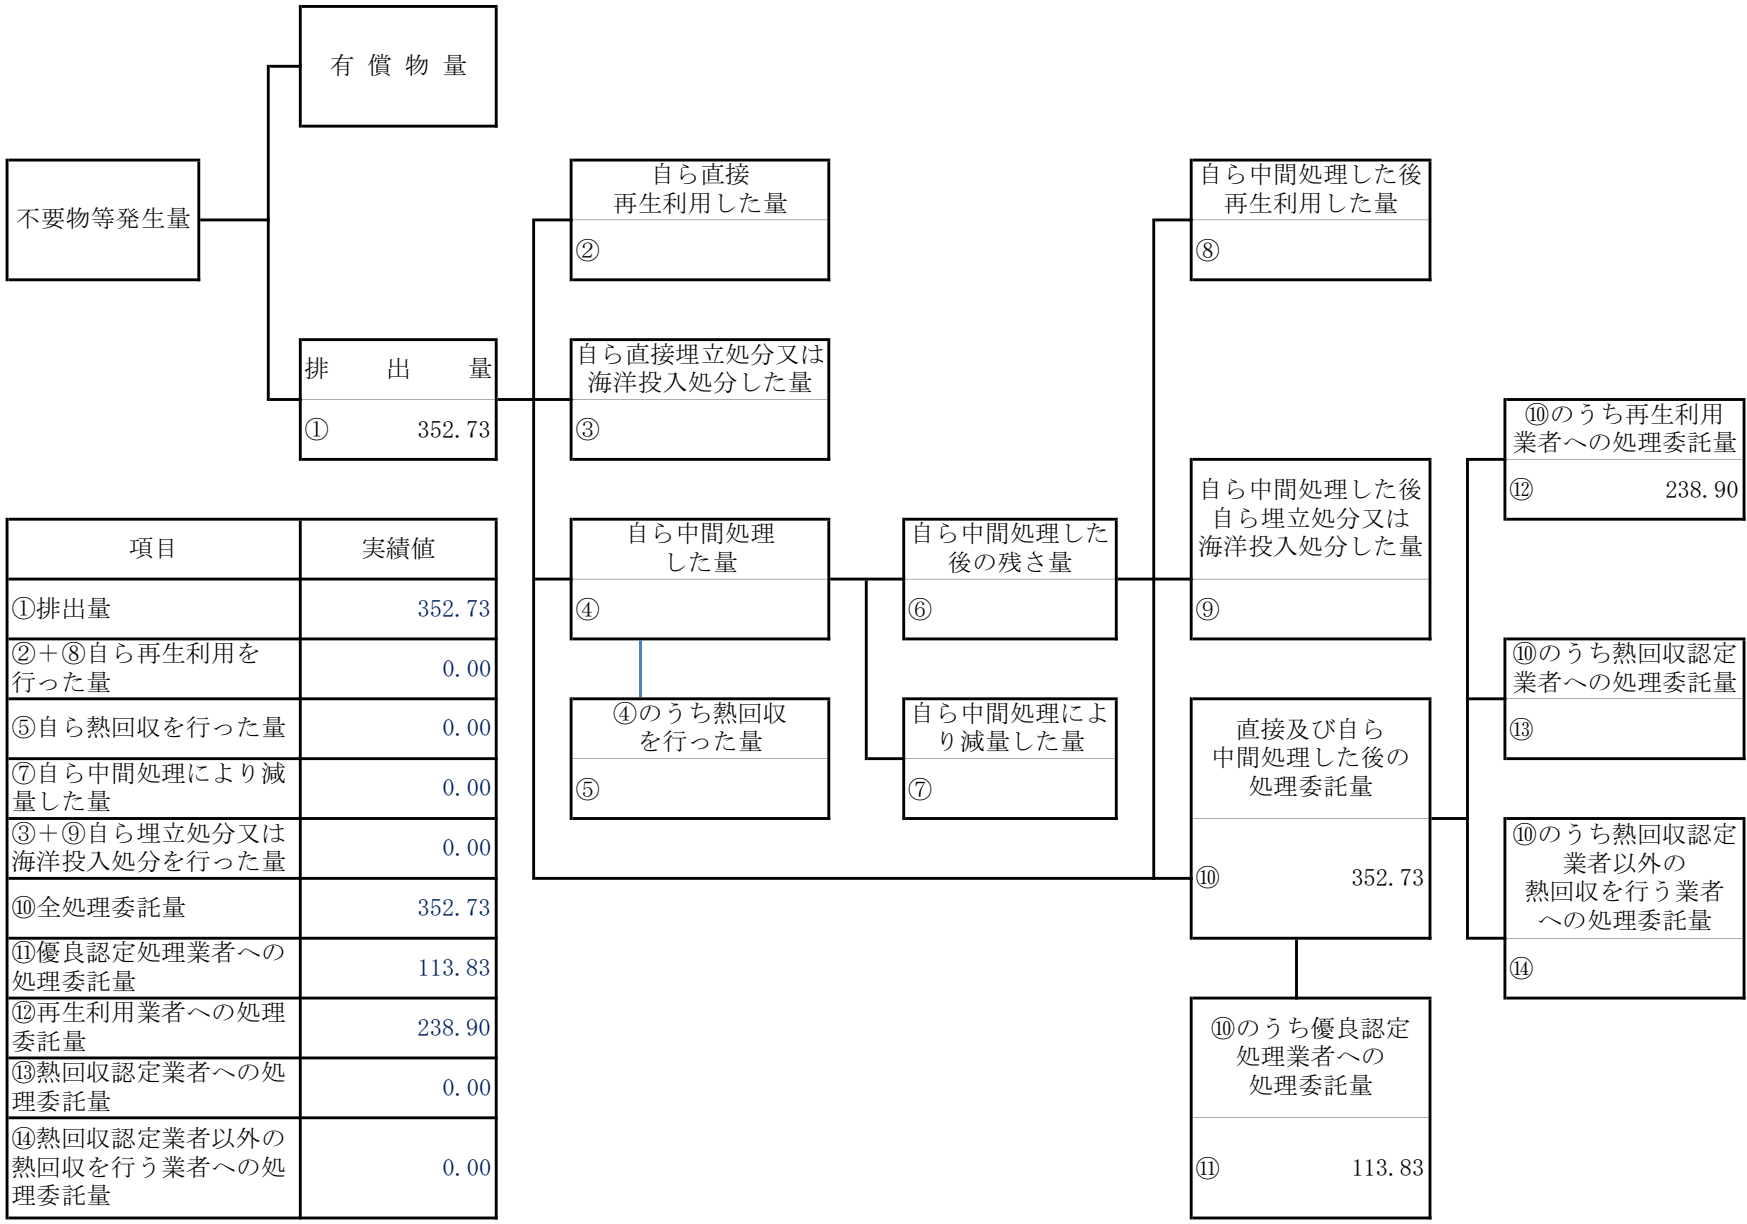 有償物量
不要物等発生量
排出量
① 352.73
自ら直接
再生利用した量
②
自ら直接埋立処分又は
海洋投入処分した量
③
自ら中間処理
した量
④
④のうち熱回収
を行った量
⑤
自ら中間処理した
後の残さ量
⑥
自ら中間処理によ
り減量した量
⑦
自ら中間処理した後
再生利用した量
⑧
自ら中間処理した後
自ら埋立処分又は
海洋投入処分した量
⑨
直接及び自ら
中間処理した後の
処理委託量
⑩ 352.73
⑩のうち優良認定
処理業者への
処理委託量
⑪ 113.83
⑩のうち再生利用
業者への処理委託量
⑫ 238.90
⑩のうち熱回収認定
業者への処理委託量
⑬
⑩のうち熱回収認定
業者以外の
熱回収を行う業者
への処理委託量
⑭
項目 実績値
①排出量 352.73
②＋⑧自ら再生利用を
行った量 0.00
⑤自ら熱回収を行った量 0.00
⑦自ら中間処理により減
量した量 0.00
③＋⑨自ら埋立処分又は
海洋投入処分を行った量 0.00
⑩全処理委託量 352.73
⑪優良認定処理業者への
処理委託量 113.83
⑫再生利用業者への処理
委託量 238.90
⑬熱回収認定業者への処
理委託量 0.00
⑭熱回収認定業者以外の
熱回収を行う業者への処
理委託量 0.00